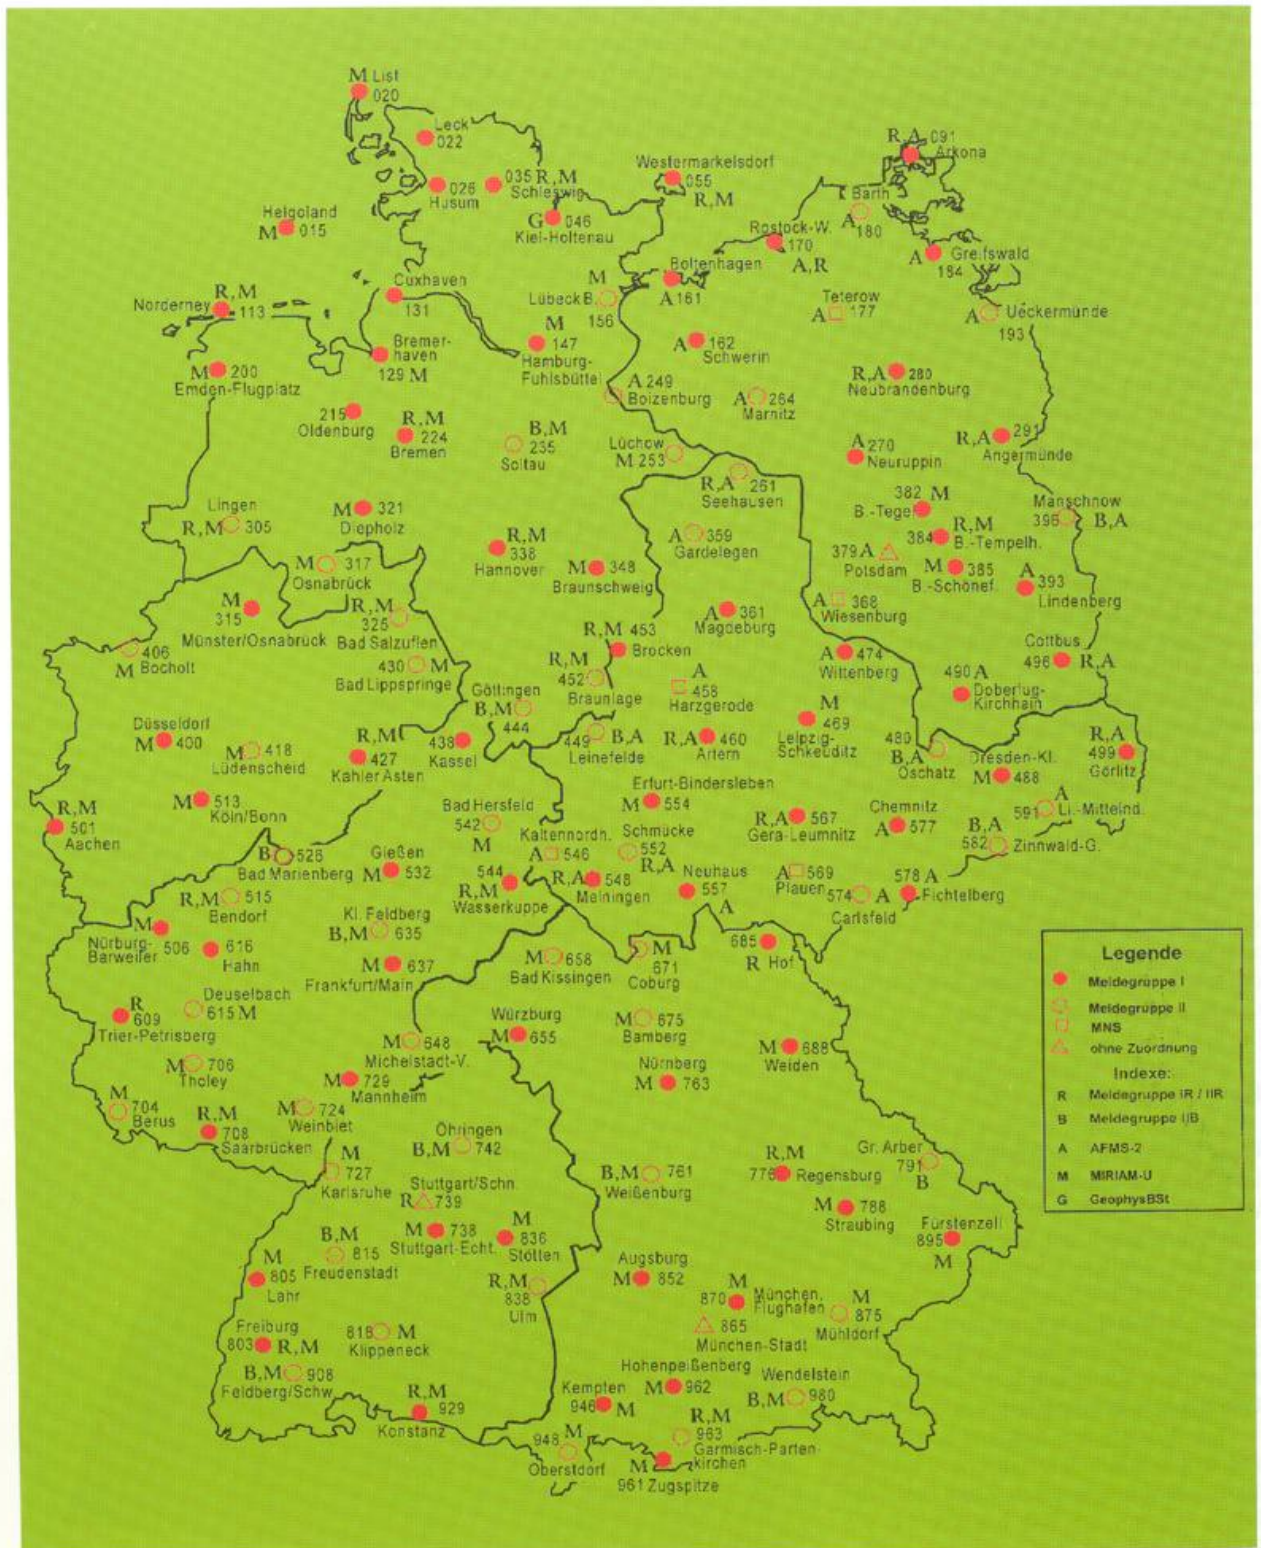 M List
020
Leck
022
R,A 091
Arkona
Westermarkelsdorf
055
R,M
035 R,M
Schleswig
026
Husum
Barth
A 180
Helgoland
M 015
G 046
Kiel-Holtenau
Rostock-W.
170
A,R
Greifswald
A 184
Boltenhagen
A 161
Cuxhaven
131
M
Lübeck B.
156
R,M
Norderney 113
Teterow
A 177
A Ueckermünde
193
M
147
Hamburg-
Fuhlsbüttel
A 162
Schwerin
Bremer-
haven
129 M
M 200
Emden-Flugplatz
R,A 280
Neubrandenburg
A 249
Boizenburg
A 264
Marnitz
215
Oldenburg
R,M
224
Bremen
B,M
235
Soltau
Lüchow
M 253
A 270
Neuruppin
R,A 291
Angermünde
R,A 261
Seehausen
Lingen
R,M 305
M 321
Diepholz
382 M
B.-Tegel
Manschnow
396 B,A
R,M
384
B.-Tempelh.
R,M
338
Hannover
A 359
Gardelegen
379 A
Potsdam
M 385
B.-Schönef.
M 317
Osnabrück
M 348
Braunschweig
A
393
Lindenberg
M
315
Münster/Osnabrück
R,M
325
Bad Salzuflen
A 361
Magdeburg
A 368
Wiesenburg
406
M Bocholt
430 M
Bad Lippspringe
R,M 453
Brocken
A 474
Wittenberg
Cottbus
496 R,A
R,M
452
Braunlage
A
458
Harzgerode
490 A
Doberlug-
Kirchhain
Göttingen
B,M
444
M
469
Leipzig-
Schkeuditz
Düsseldorf
M 400
M 418
Lüdenscheid
R,M
427
Kahler Asten
438
Kassel
449 B,A
Leinefelde
R,A 460
Artern
480
B,A
Oschatz
R,A
499
Görlitz
Dresden-Kl.
M 488
M 513
Köln/Bonn
R,M
501
Aachen
Bad Hersfeld
542
M
Erfurt-Bindersleben
M 554
R,A 567
Gera-Leumnitz
Chemnitz
A 577
A
591
Li.-Mittelnd.
B,A
582 Zinnwald-G.
Kaltennordh.
A 546
Schmücke
552
R,A
B 526
Bad Marienberg
Gießen
M 532
544
R,M
Wasserkuppe
R,A 548
Meiningen
Neuhaus
557
A
A 569
Plauen
574 A
Carlsfeld
578 A
Fichtelberg
R,M 515
Bendorf
Kl. Feldberg
B,M 635
M
Nürburg- 506
Barweiler
616
Hahn
M 637
Frankfurt/Main
M 658
Bad Kissingen
M
671
Coburg
685
R Hof
Deuselbach
615 M
R
609
Trier-Petrisberg
Würzburg
655
M 675
Bamberg
M 648
Michelstadt-V.
M 688
Weiden
M 706
Tholey
M 729
Mannheim
Nürnberg
M 763
M
704
Berus
R,M
708
Saarbrücken
M 724
Weinbiet
Öhringen
B,M 742
M
727
Karlsruhe
R,M
776 Regensburg
Gr. Arber
791
B
B,M 761
Weißenburg
Stuttgart/Schn.
R 739
M 738
Stuttgart-Echt.
M
836
Stötten
M 788
Straubing
Fürstenzell
895
M
B,M
815
Freudenstadt
M
805
Lahr
R,M
838
Ulm
Augsburg
M 852
M
870 München.
Flughafen
M
875
Mühldorf
865
München-Stadt
Freiburg
803 R,M
818 M
Klippeneck
B,M 908
Feldberg/Schw.
Hohenpeißenberg
M 962
Wendelstein
B,M 980
Kempten
946 M
R,M
929
Konstanz
R,M
963
Garmisch-Parten-
kirchen
948 M
Oberstdorf
M
961 Zugspitze
Legende
Meldegruppe I
Meldegruppe II
MNS
ohne Zuordnung
Indexe:
R Meldegruppe IR / IIR
B Meldegruppe I/B
A AFMS-2
M MIRIAM-U
G GeophysBSt